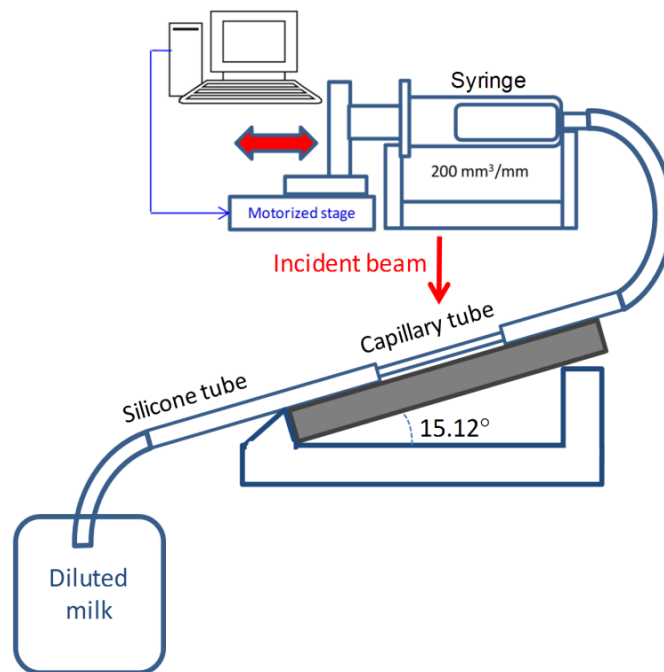 Syringe
200 mm³/mm
Motorized stage
Incident beam
Capillary tube
Silicone tube
15.12°
Diluted
milk